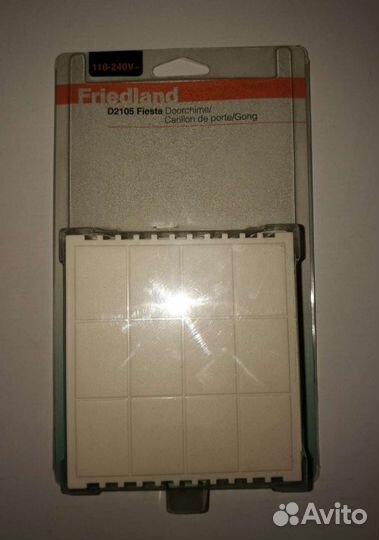 110-240V~
Friedland
D2105 Fiesta Doorchime/
Carillon de porte/Gong
Avito